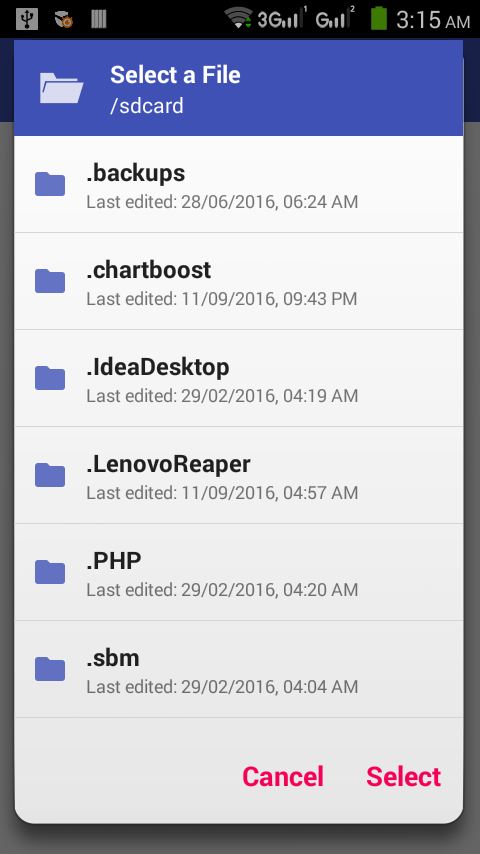 3G 1 G 2 3:15 AM
Select a File
/sdcard
.backups
Last edited: 28/06/2016, 06:24 AM
.chartboost
Last edited: 11/09/2016, 09:43 PM
.IdeaDesktop
Last edited: 29/02/2016, 04:19 AM
.LenovoReaper
Last edited: 11/09/2016, 04:57 AM
.PHP
Last edited: 29/02/2016, 04:20 AM
.sbm
Last edited: 29/02/2016, 04:04 AM
Cancel Select